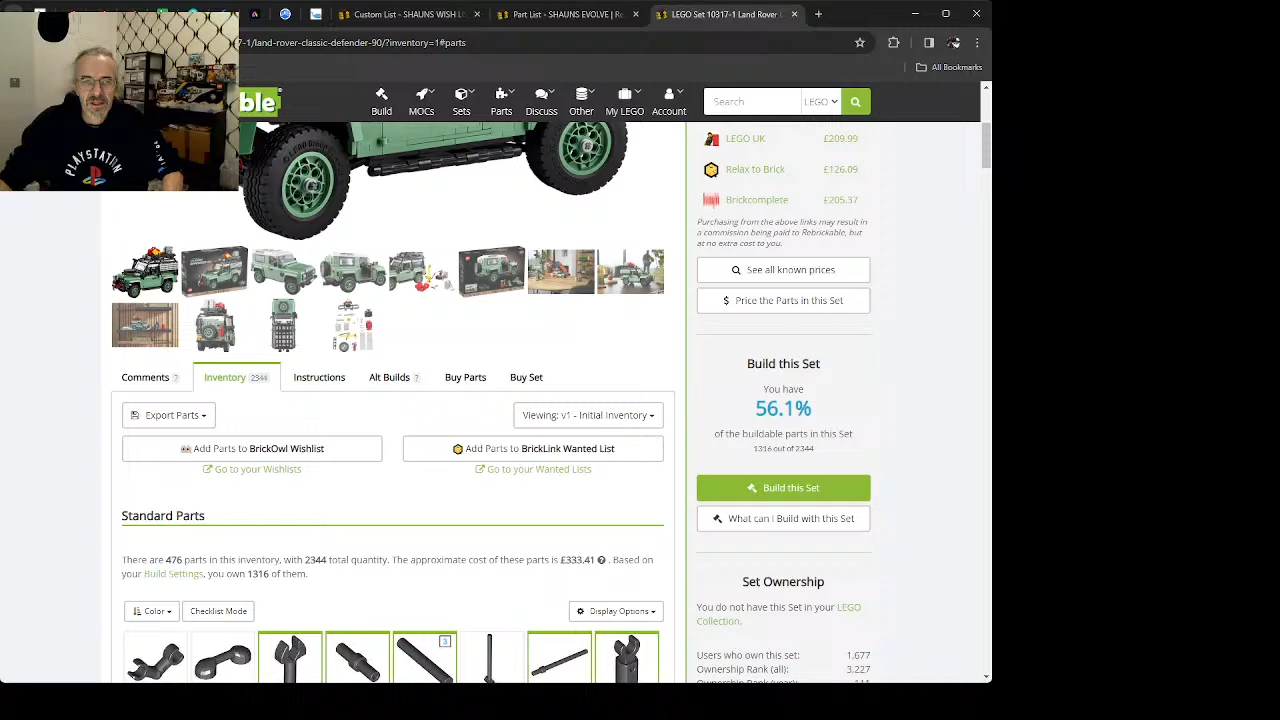 Custom List - SHAUNS WISH L
Part List - SHAUNS EVOLVE | Re
LEGO Set 10317-1 Land Rover
7-1/land-rover-classic-defender-90/?inventory=1#parts
All Bookmarks
ble
Build
MOCs
Sets
Parts
Discuss
Other
My LEGO
Account
Search
LEGO
PLAYSTATION
LEGO UK £209.99
Relax to Brick £126.09
Brickcomplete £205.37
Purchasing from the above links may result in
a commission being paid to Rebrickable, but
at no extra cost to you.
See all known prices
$ Price the Parts in this Set
Build this Set
You have
56.1%
of the buildable parts in this Set
1316 out of 2344
Build this Set
What can I Build with this Set
Set Ownership
You do not have this Set in your LEGO
Collection.
Users who own this set: 1,677
Ownership Rank (all): 3,227
Ownership Rank (year): 111
Comments ?
Inventory 2344
Instructions
Alt Builds ?
Buy Parts
Buy Set
Export Parts
Viewing: v1 - Initial Inventory
Add Parts to BrickOwl Wishlist
Add Parts to BrickLink Wanted List
Go to your Wishlists
Go to your Wanted Lists
Standard Parts
There are 476 parts in this inventory, with 2344 total quantity. The approximate cost of these parts is £333.41 ? . Based on
your Build Settings, you own 1316 of them.
Color
Checklist Mode
Display Options
3